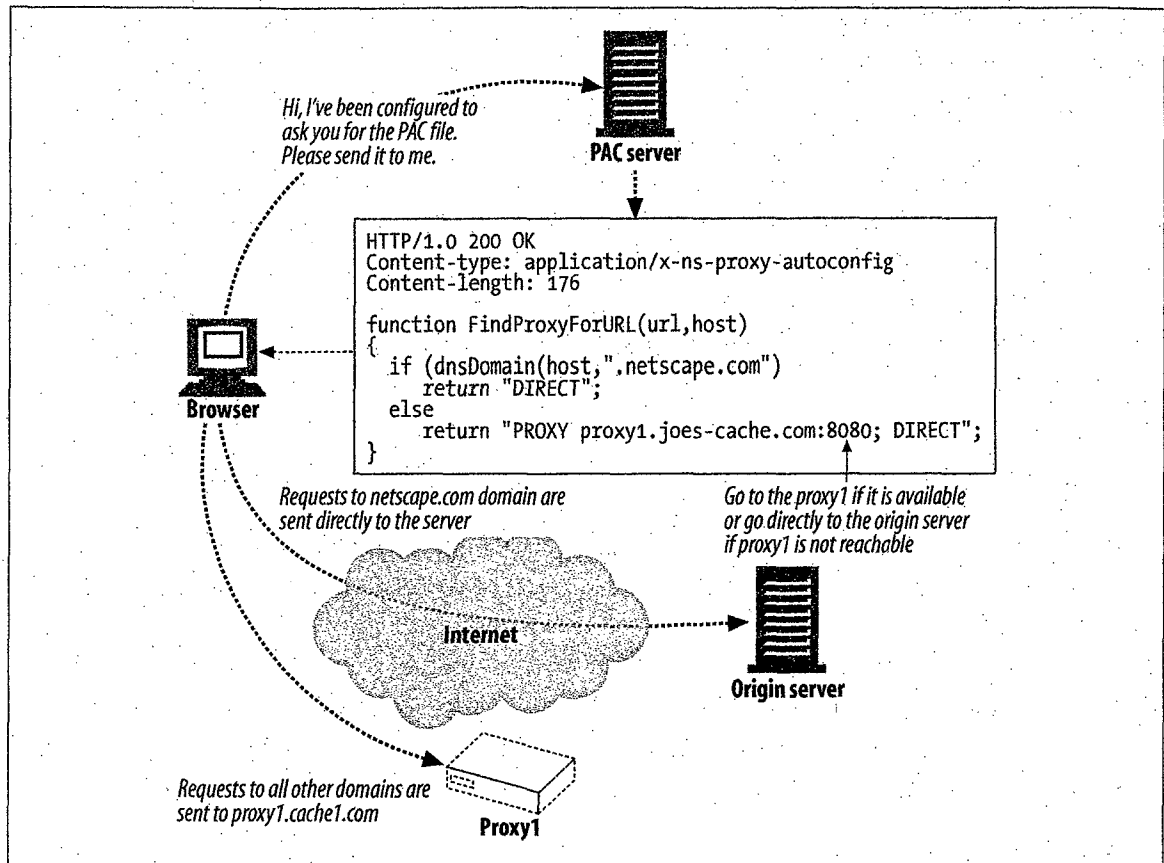 Hi, I've been configured to
ask you for the PAC file.
Please send it to me.
PAC server
HTTP/1.0 200 OK
Content-type: application/x-ns-proxy-autoconfig
Content-length: 176
function FindProxyForURL(url,host)
{
if (dnsDomain(host,".netscape.com")
return "DIRECT";
else
return "PROXY proxy1.joes-cache.com:8080; DIRECT";
}
Browser
Requests to netscape.com domain are
sent directly to the server
Go to the proxy1 if it is available
or go directly to the origin server
if proxy1 is not reachable
Internet
Origin server
Requests to all other domains are
sent to proxy1.cache1.com
Proxy1